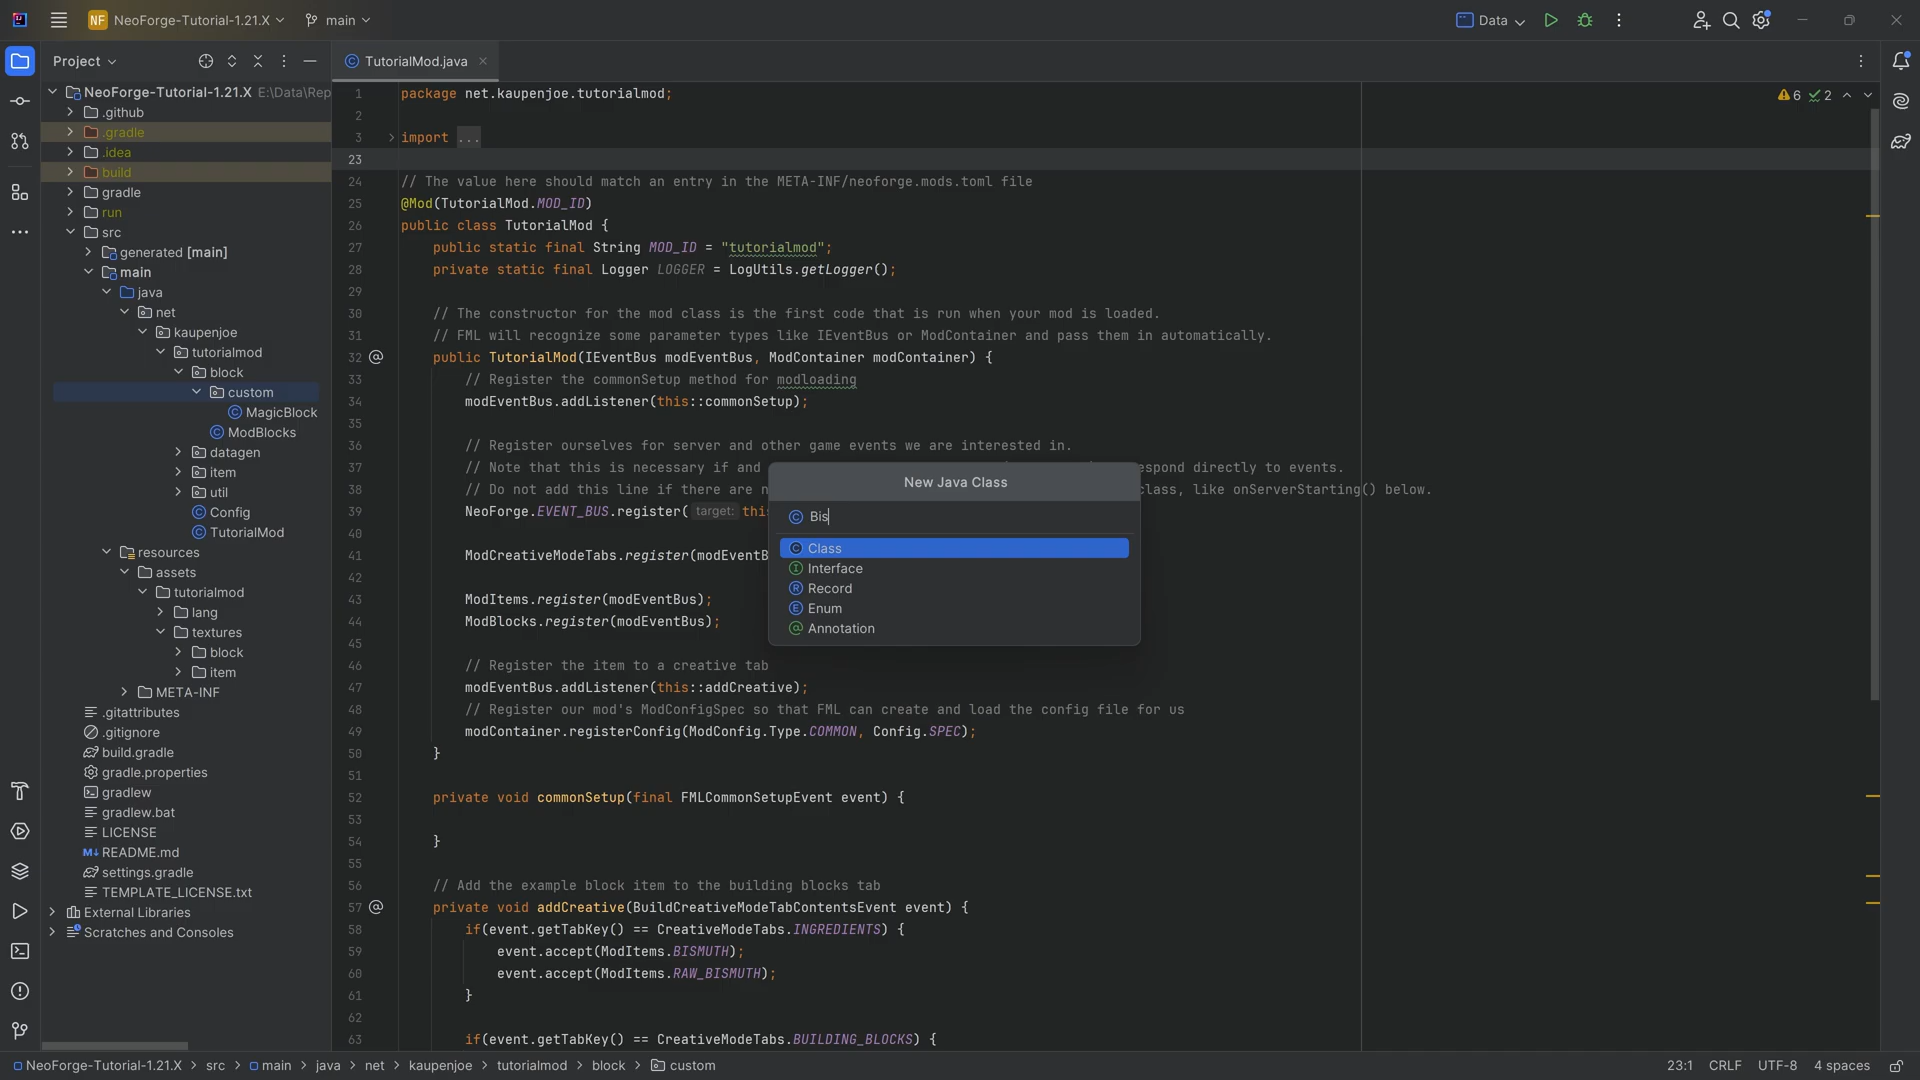 NF NeoForge-Tutorial-1.21.X main Data
Project
TutorialMod.java
NeoForge-Tutorial-1.21.X E:\Data\Rep
.github
.gradle
.idea
build
gradle
run
src
generated [main]
main
java
net
kaupenjoe
tutorialmod
block
custom
MagicBlock
ModBlocks
datagen
item
util
Config
TutorialMod
resources
assets
tutorialmod
lang
textures
block
item
META-INF
.gitattributes
.gitignore
build.gradle
gradle.properties
gradlew
gradlew.bat
LICENSE
README.md
settings.gradle
TEMPLATE_LICENSE.txt
External Libraries
Scratches and Consoles
6 2
1 package net.kaupenjoe.tutorialmod;
2
3 import ...
23
24 // The value here should match an entry in the META-INF/neoforge.mods.toml file
25 @Mod(TutorialMod.MOD_ID)
26 public class TutorialMod {
27 public static final String MOD_ID = "tutorialmod";
28 private static final Logger LOGGER = LogUtils.getLogger();
29
30 // The constructor for the mod class is the first code that is run when your mod is loaded.
31 // FML will recognize some parameter types like IEventBus or ModContainer and pass them in automatically.
32 public TutorialMod(IEventBus modEventBus, ModContainer modContainer) {
33 // Register the commonSetup method for modloading
34 modEventBus.addListener(this::commonSetup);
35
36 // Register ourselves for server and other game events we are interested in.
37 // Note that this is necessary if and spond directly to events.
38 // Do not add this line if there are n class, like onServerStarting() below.
39 NeoForge.EVENT_BUS.register( target: this
40
41 ModCreativeModeTabs.register(modEventB
42
43 ModItems.register(modEventBus);
44 ModBlocks.register(modEventBus);
45
46 // Register the item to a creative tab
47 modEventBus.addListener(this::addCreative);
48 // Register our mod's ModConfigSpec so that FML can create and load the config file for us
49 modContainer.registerConfig(ModConfig.Type.COMMON, Config.SPEC);
50 }
51
52 private void commonSetup(final FMLCommonSetupEvent event) {
53
54 }
55
56 // Add the example block item to the building blocks tab
57 private void addCreative(BuildCreativeModeTabContentsEvent event) {
58 if(event.getTabKey() == CreativeModeTabs.INGREDIENTS) {
59 event.accept(ModItems.BISMUTH);
60 event.accept(ModItems.RAW_BISMUTH);
61 }
62
63 if(event.getTabKey() == CreativeModeTabs.BUILDING_BLOCKS) {
New Java Class
Bis
Class
Interface
Record
Enum
Annotation
NeoForge-Tutorial-1.21.X > src > main > java > net > kaupenjoe > tutorialmod > block > custom
23:1 CRLF UTF-8 4 spaces